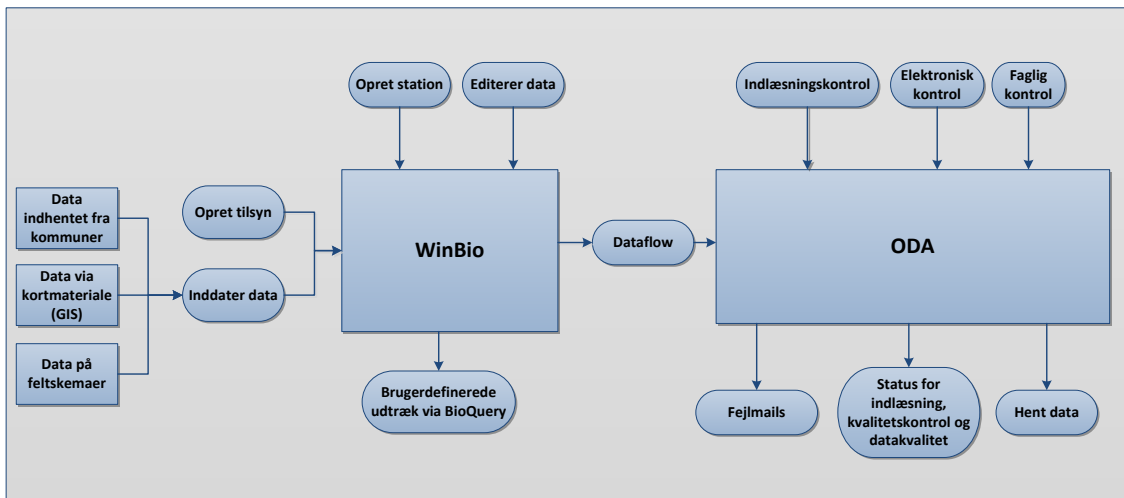 Opret station
Editerer data
Indlæsningskontrol
Elektronisk
kontrol
Faglig
kontrol
Data
indhentet fra
kommuner
Opret tilsyn
WinBio
Dataflow
ODA
Data via
kortmateriale
(GIS)
Inddater data
Data på
feltskemaer
Brugerdefinerede
udtræk via BioQuery
Fejlmails
Status for
indlæsning,
kvalitetskontrol og
datakvalitet
Hent data